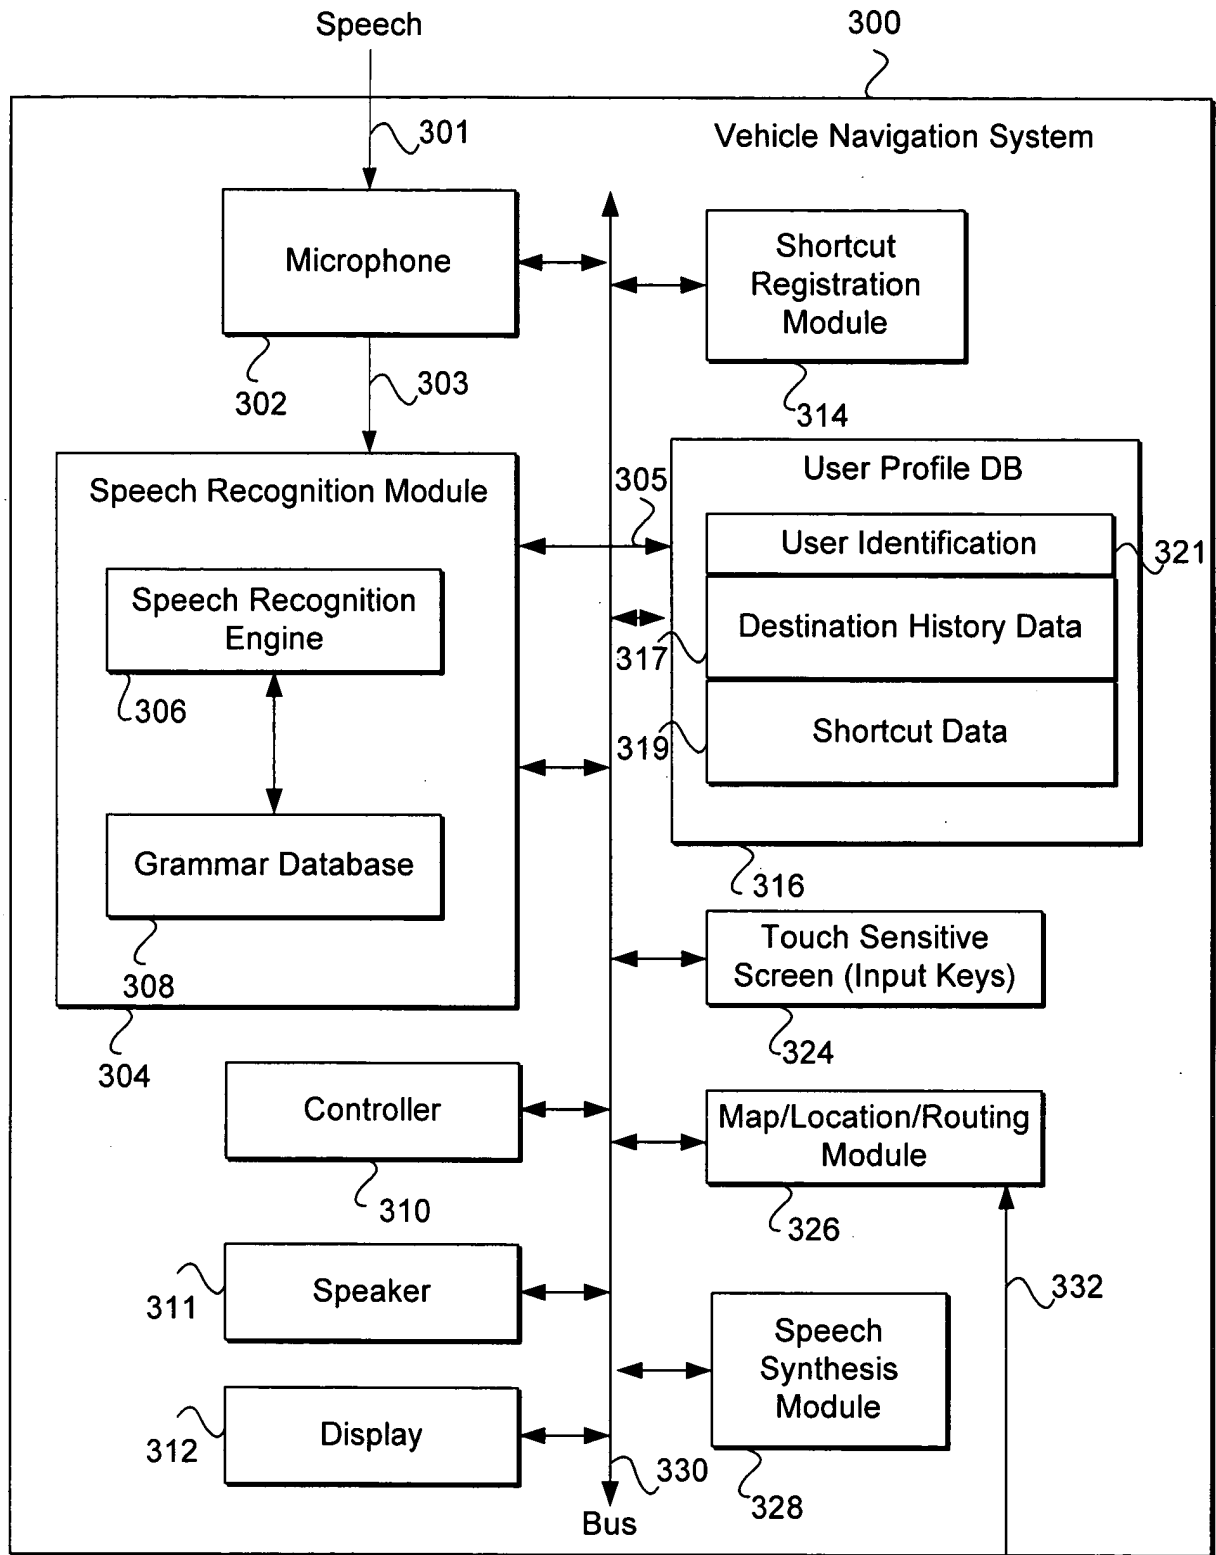 Speech
300
301
Vehicle Navigation System
Microphone
Shortcut
Registration
Module
302
303
314
Speech Recognition Module
305
User Profile DB
User Identification
321
Speech Recognition
Engine
317
Destination History Data
306
319
Shortcut Data
Grammar Database
316
308
Touch Sensitive
Screen (Input Keys)
304
324
Controller
Map/Location/Routing
Module
310
326
311
Speaker
332
Speech
Synthesis
Module
312
Display
330
328
Bus